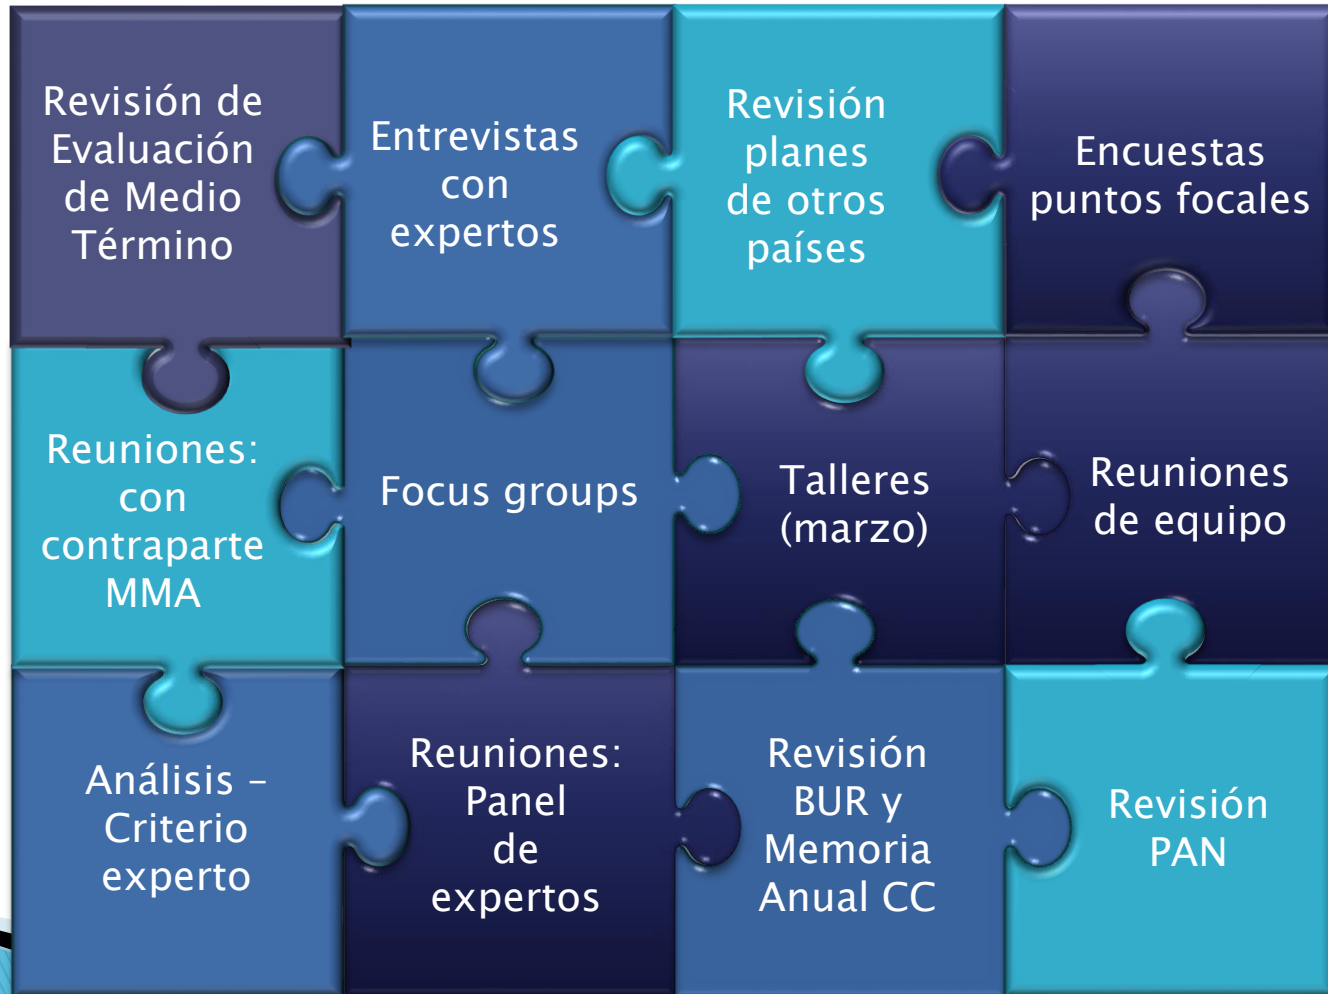 Revisión de
Evaluación
de Medio
Término
Entrevistas
con
expertos
Revisión
planes
de otros
países
Encuestas
puntos focales
Reuniones:
con
contraparte
MMA
Focus groups
Talleres
(marzo)
Reuniones
de equipo
Análisis –
Criterio
experto
Reuniones:
Panel
de
expertos
Revisión
BUR y
Memoria
Anual CC
Revisión
PAN